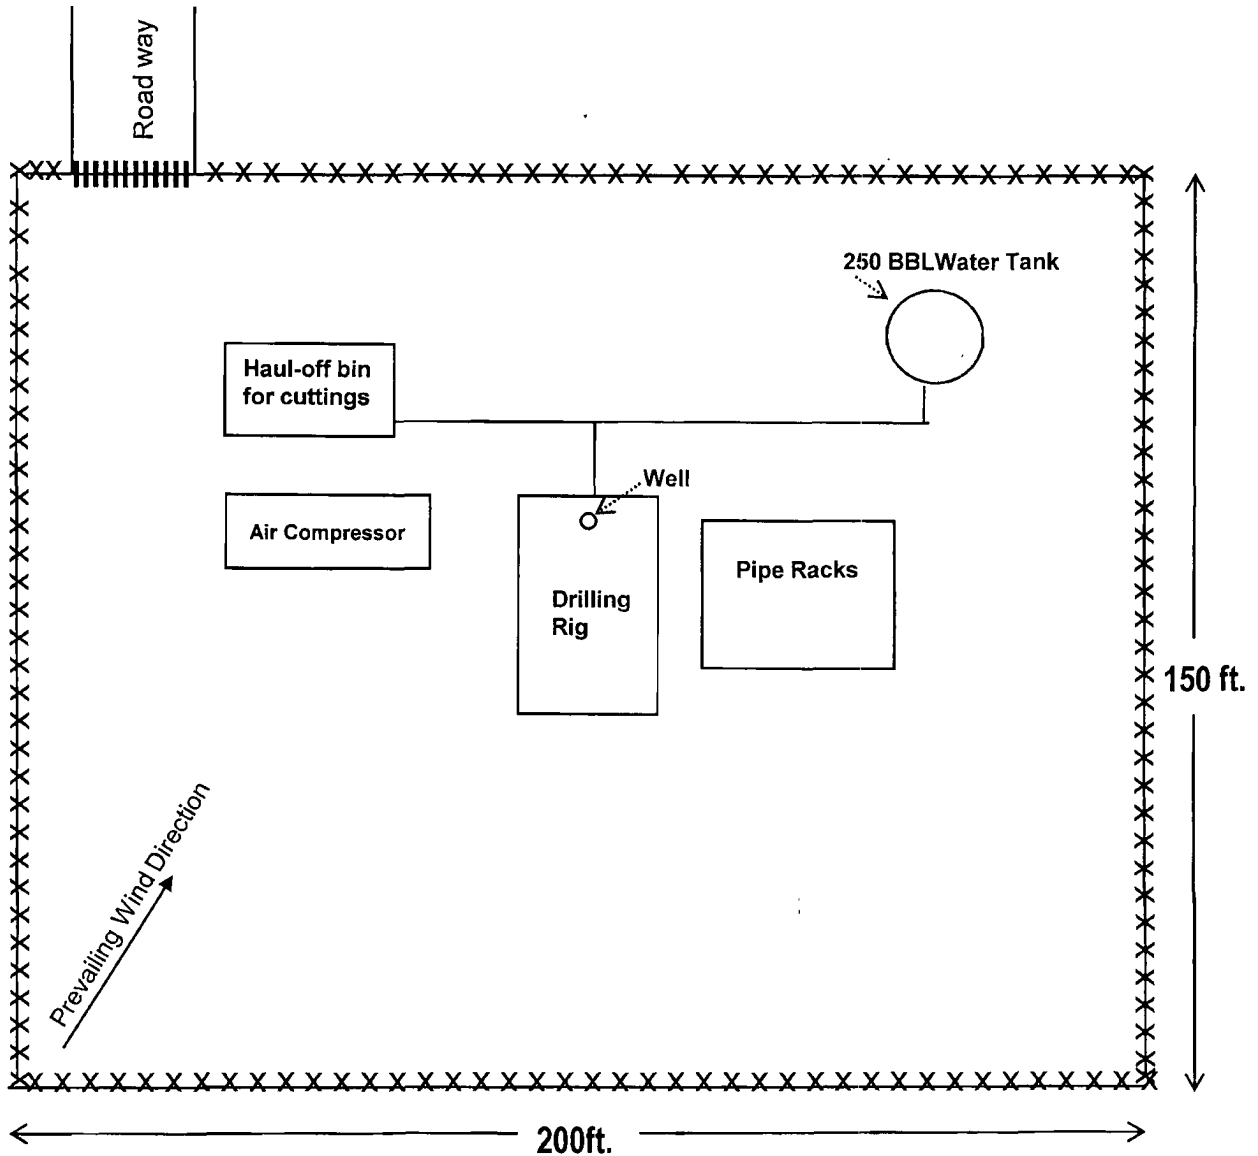 Road way
250 BBLWater Tank
Haul-off bin
for cuttings
Well
Air Compressor
Pipe Racks
Drilling
Rig
150 ft.
Prevailing Wind Direction
200ft.